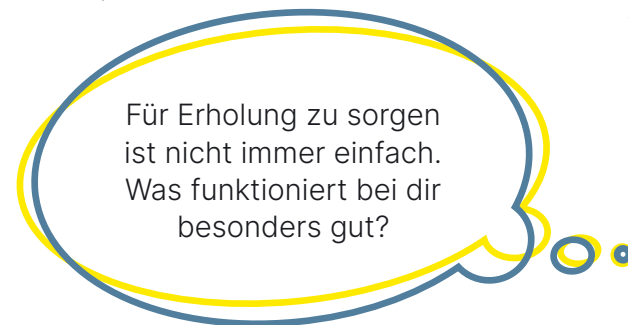 Für Erholung zu sorgen
ist nicht immer einfach.
Was funktioniert bei dir
besonders gut?